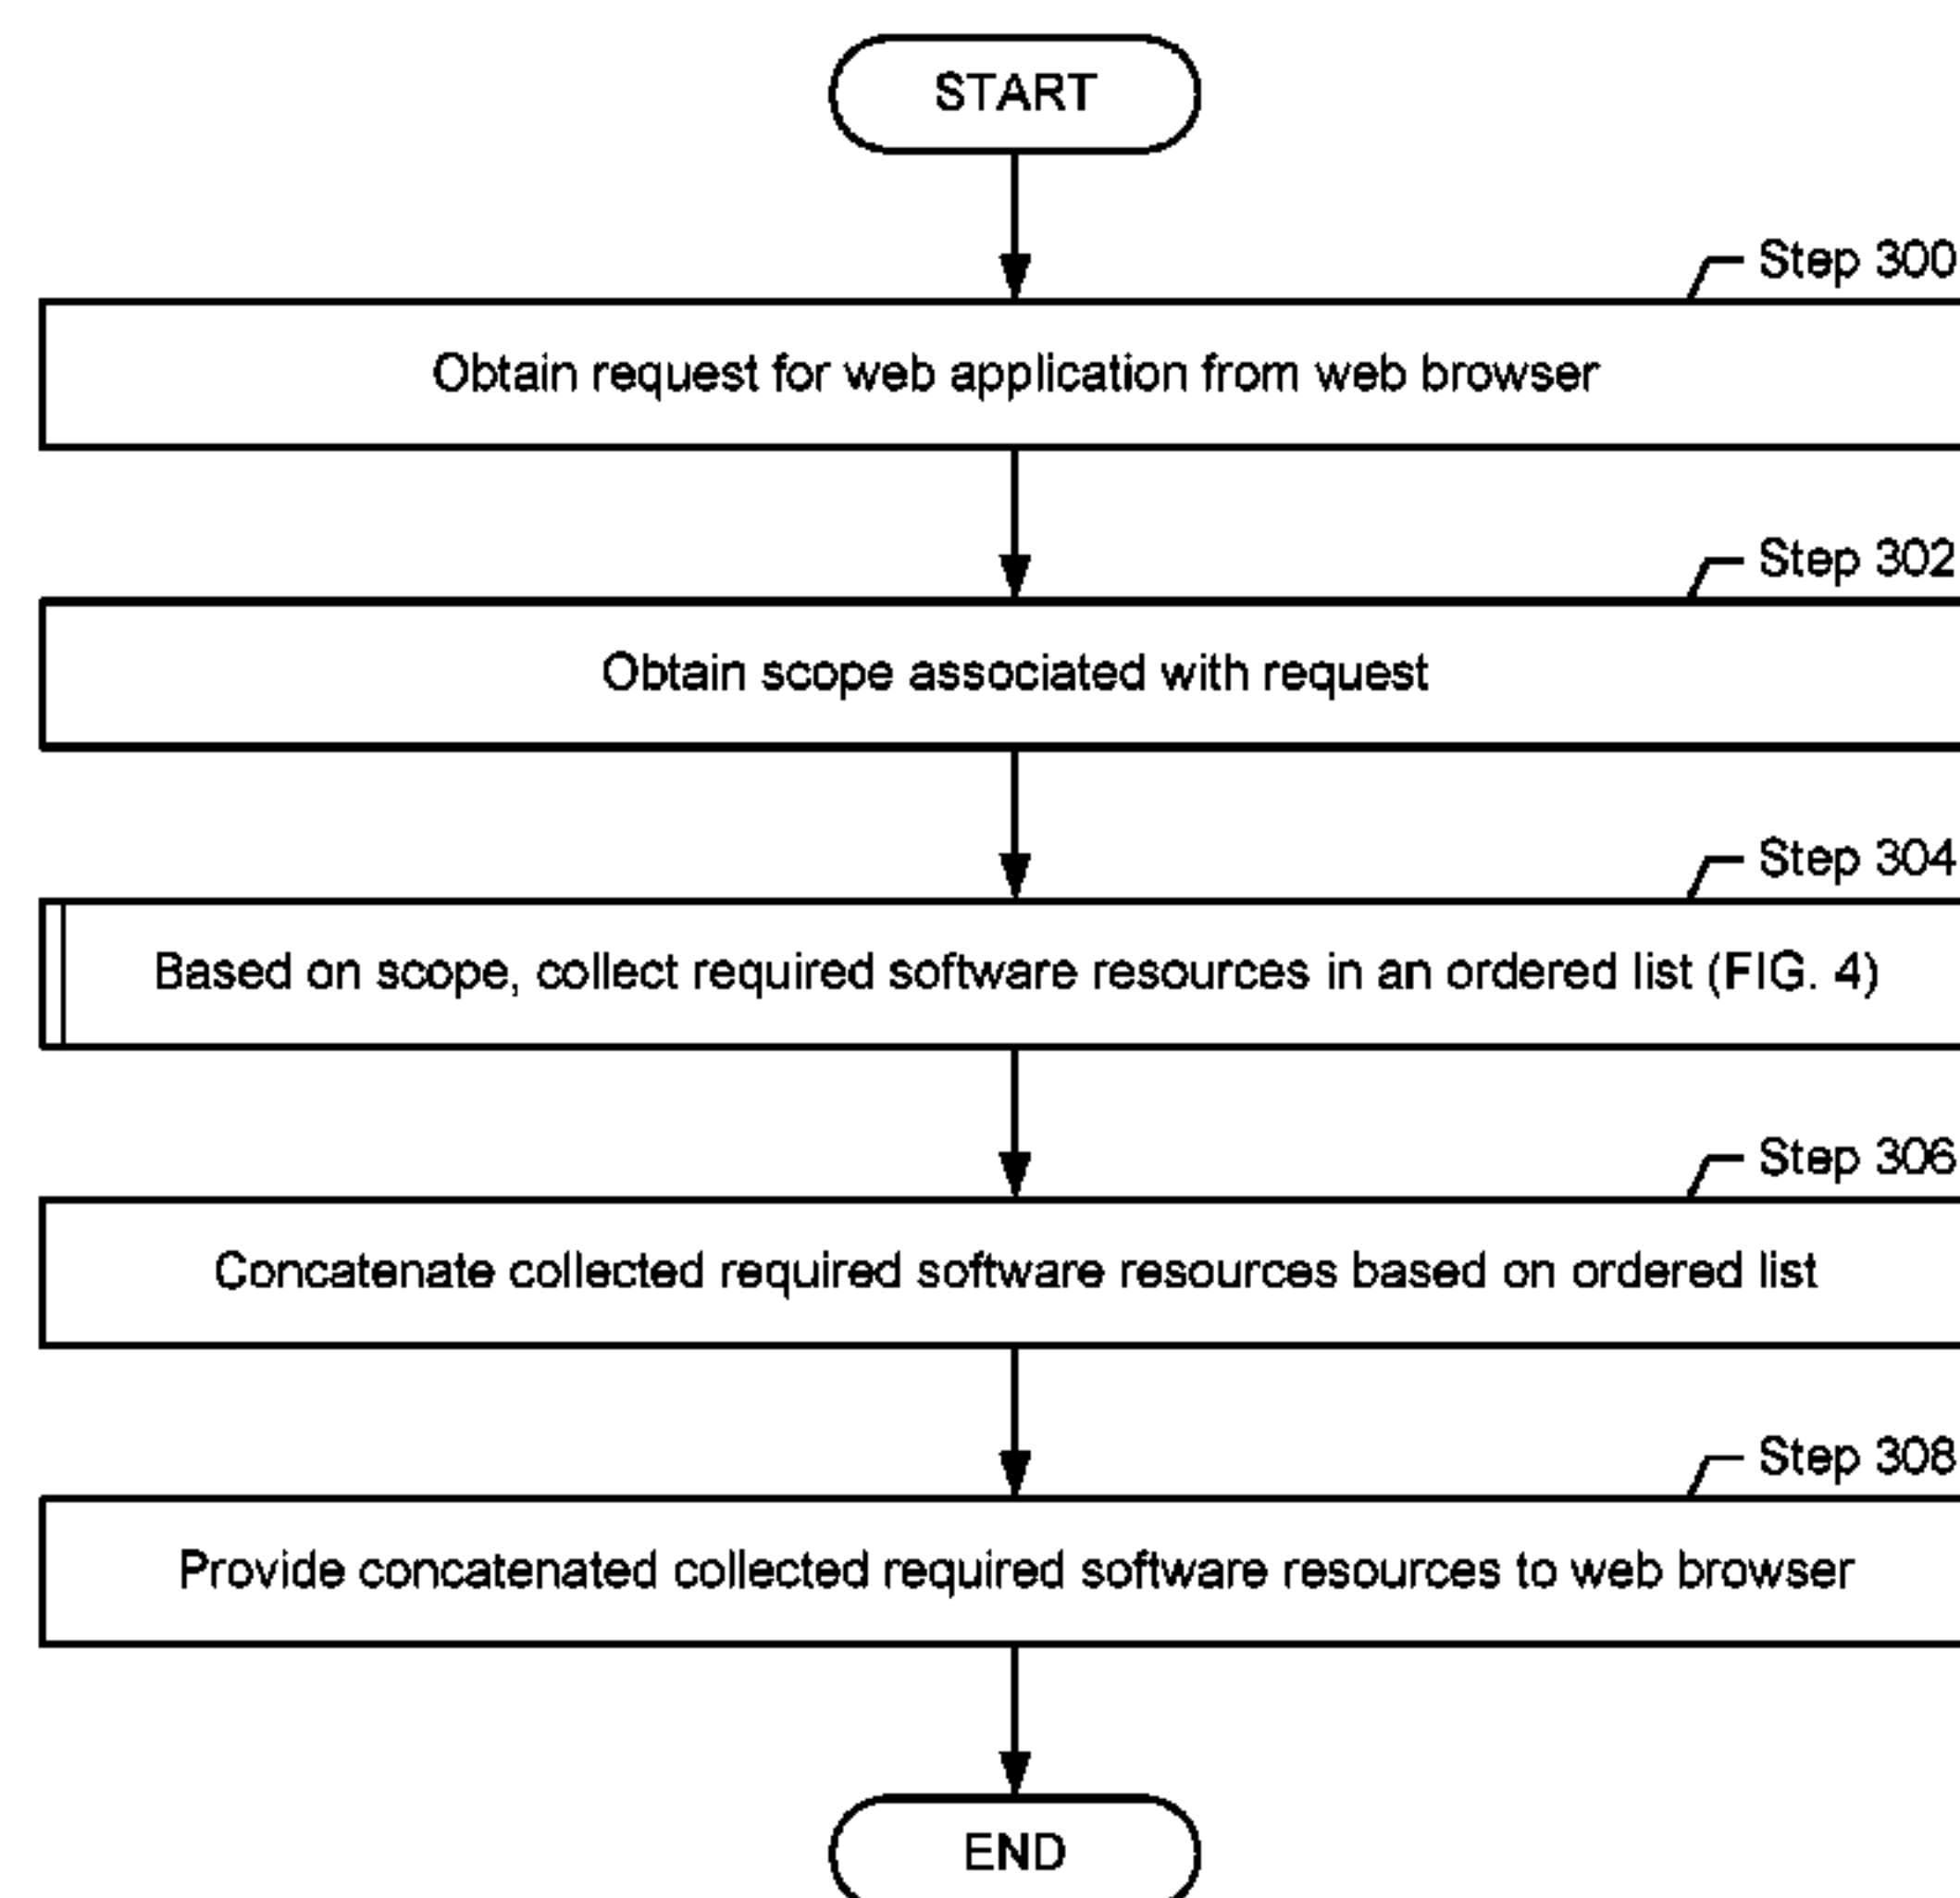 START
Step 300
Obtain request for web application from web browser
Step 302
Obtain scope associated with request
Step 304
Based on scope, collect required software resources in an ordered list (FIG. 4)
Step 306
Concatenate collected required software resources based on ordered list
Step 308
Provide concatenated collected required software resources to web browser
END